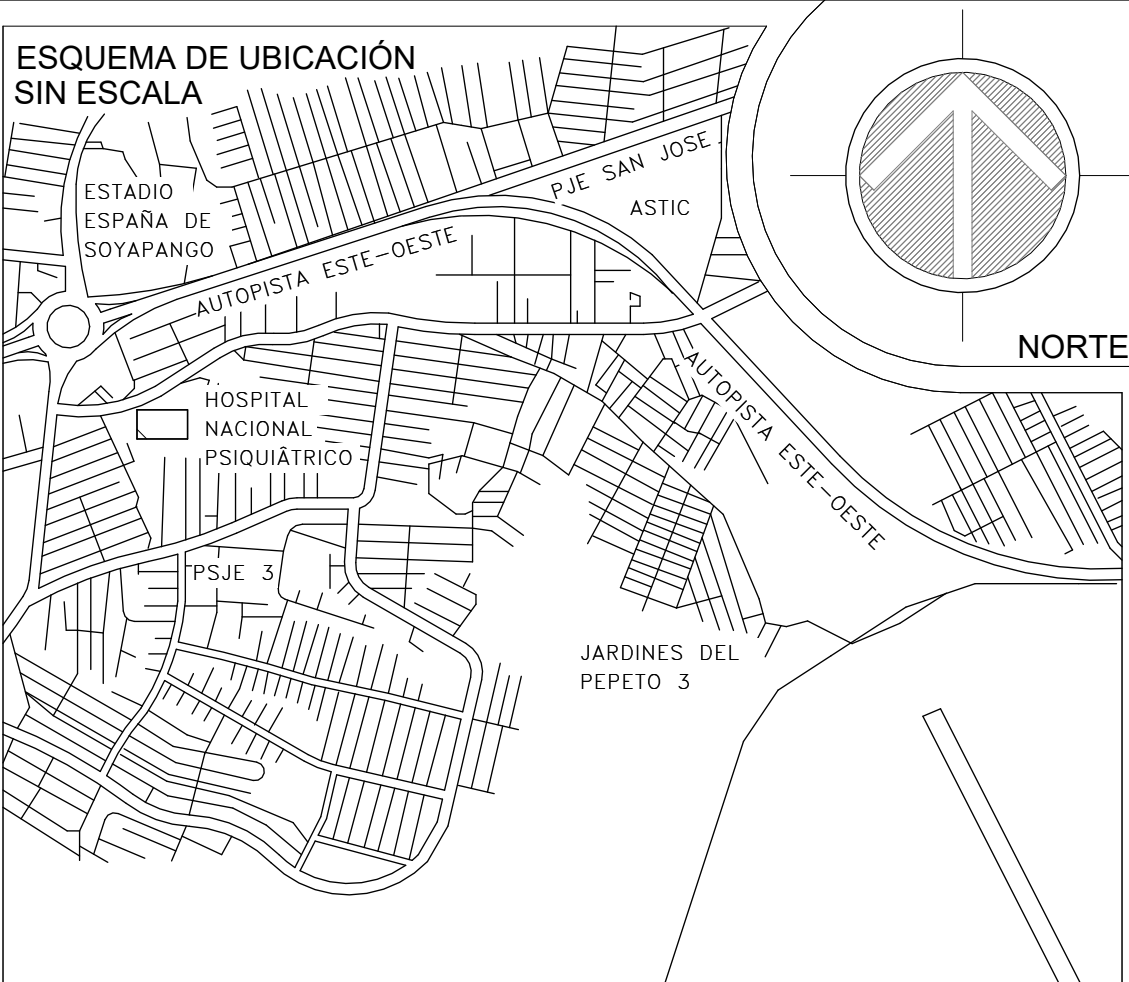 ESQUEMA DE UBICACIÓN
SIN ESCALA
ESTADIO
ESPAÑA DE
SOYAPANGO
PJE SAN JOSE.
ASTIC
AUTOPISTA ESTE-OESTE
NORTE
HOSPITAL
NACIONAL
PSIQUIÂTRICO
AUTOPISTA ESTE-OESTE
PSJE 3
JARDINES DEL
PEPETO 3